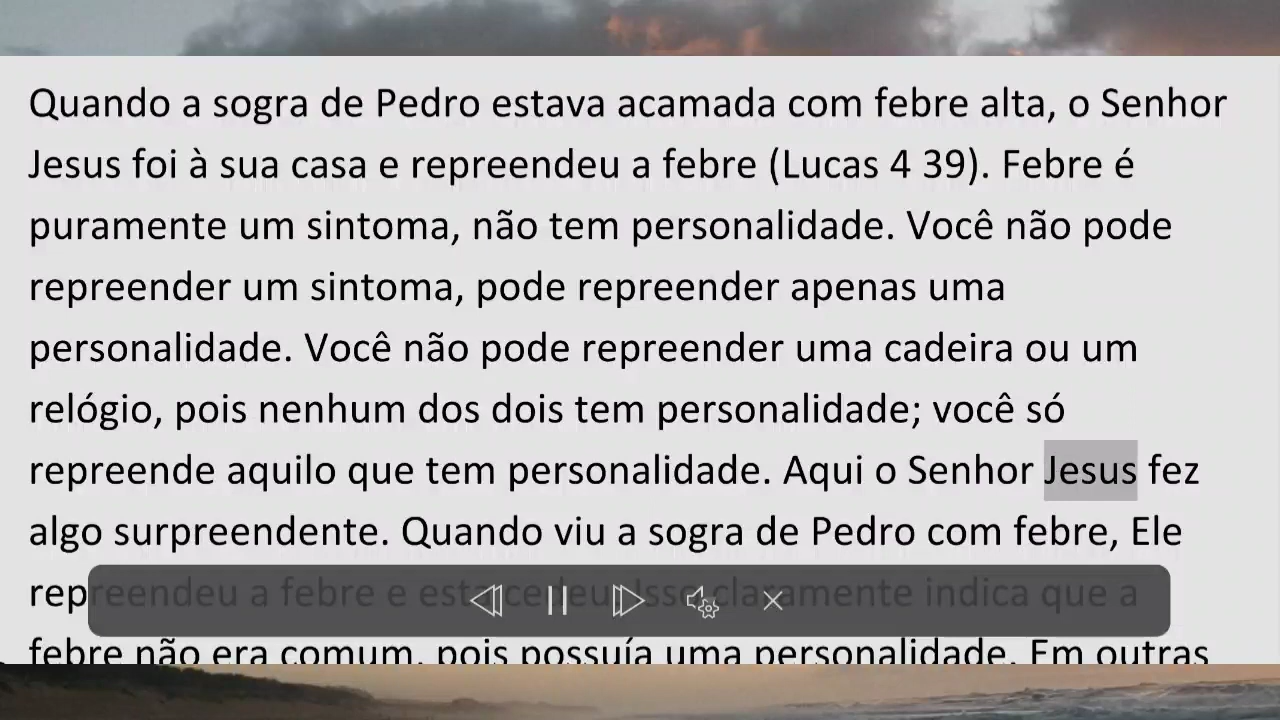 Quando a sogra de Pedro estava acamada com febre alta, o Senhor
Jesus foi à sua casa e repreendeu a febre (Lucas 4 39). Febre é
puramente um sintoma, não tem personalidade. Você não pode
repreender um sintoma, pode repreender apenas uma
personalidade. Você não pode repreender uma cadeira ou um
relógio, pois nenhum dos dois tem personalidade; você só
repreende aquilo que tem personalidade. Aqui o Senhor Jesus fez
algo surpreendente. Quando viu a sogra de Pedro com febre, Ele
repreendeu a febre e esta cedeu. Isso claramente indica que a
febre não era comum, pois possuía uma personalidade. Em outras